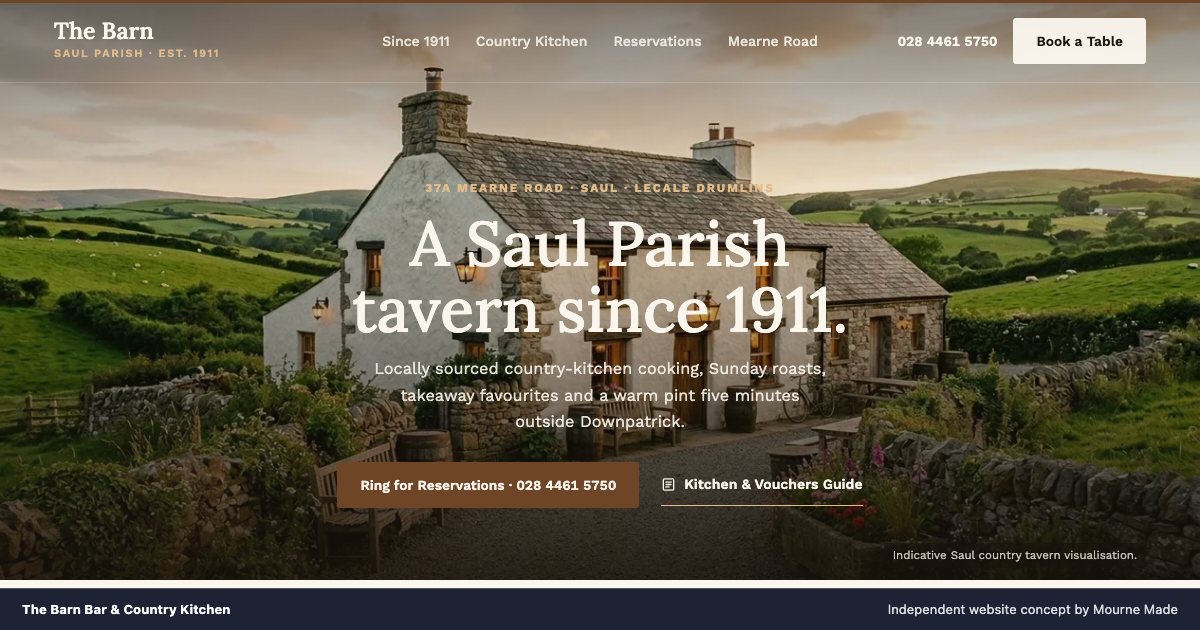 The Barn
SAUL PARISH · EST. 1911
Since 1911
Country Kitchen
Reservations
Mearne Road
028 4461 5750
Book a Table
37A MEARNE ROAD · SAUL · LECALE DRUMLINS
A Saul Parish
tavern since 1911.
Locally sourced country-kitchen cooking, Sunday roasts,
takeaway favourites and a warm pint five minutes
outside Downpatrick.
Ring for Reservations · 028 4461 5750
Kitchen & Vouchers Guide
Indicative Saul country tavern visualisation.
The Barn Bar & Country Kitchen
Independent website concept by Mourne Made